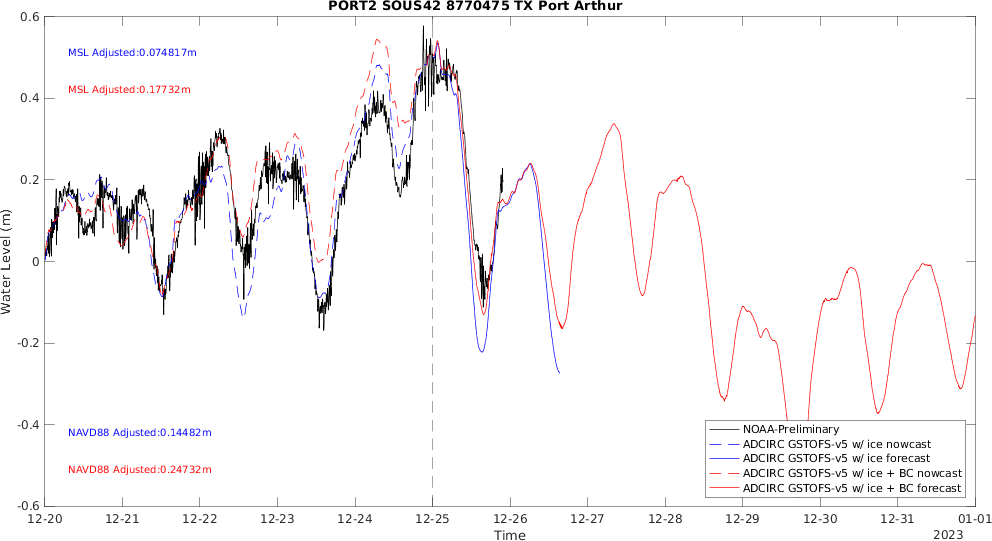 PORT2 SOUS42 8770475 TX Port Arthur
0.6
MSL Adjusted:0.074817m
MSL Adjusted:0.17732m
0.4
0.2
0
-0.2
-0.4
-0.6
Water Level (m)
NAVD88 Adjusted:0.14482m
NAVD88 Adjusted:0.24732m
NOAA-Preliminary
ADCIRC GSTOFS-v5 w/ ice nowcast
ADCIRC GSTOFS-v5 w/ ice forecast
ADCIRC GSTOFS-v5 w/ ice + BC nowcast
ADCIRC GSTOFS-v5 w/ ice + BC forecast
12-20 12-21 12-22 12-23 12-24 12-25 12-26 12-27 12-28 12-29 12-30 12-31 01-01
Time
2023